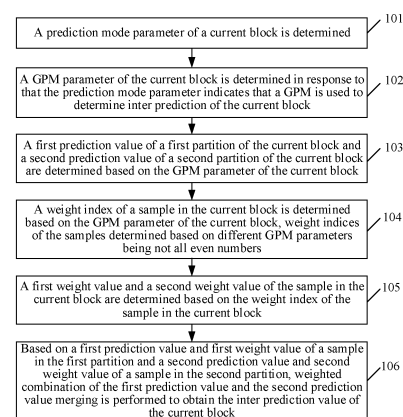 101
A prediction mode parameter of a current block is determined
A GPM parameter of the current block is determined in response to
that the prediction mode parameter indicates that a GPM is used to
determine inter prediction of the current block
102
A first prediction value of a first partition of the current block and
a second prediction value of a second partition of the current block
are determined based on the GPM parameter of the current block
103
A weight index of a sample in the current block is determined
based on the GPM parameter of the current block, weight indices
of the samples determined based on different GPM parameters
being not all even numbers
104
A first weight value and a second weight value of the sample in the
current block are determined based on the weight index of the
sample in the current block
105
Based on a first prediction value and first weight value of a sample
in the first partition and a second prediction value and second
weight value of a sample in the second partition, weighted
combination of the first prediction value and the second prediction
value merging is performed to obtain the inter prediction value of
the current block
106